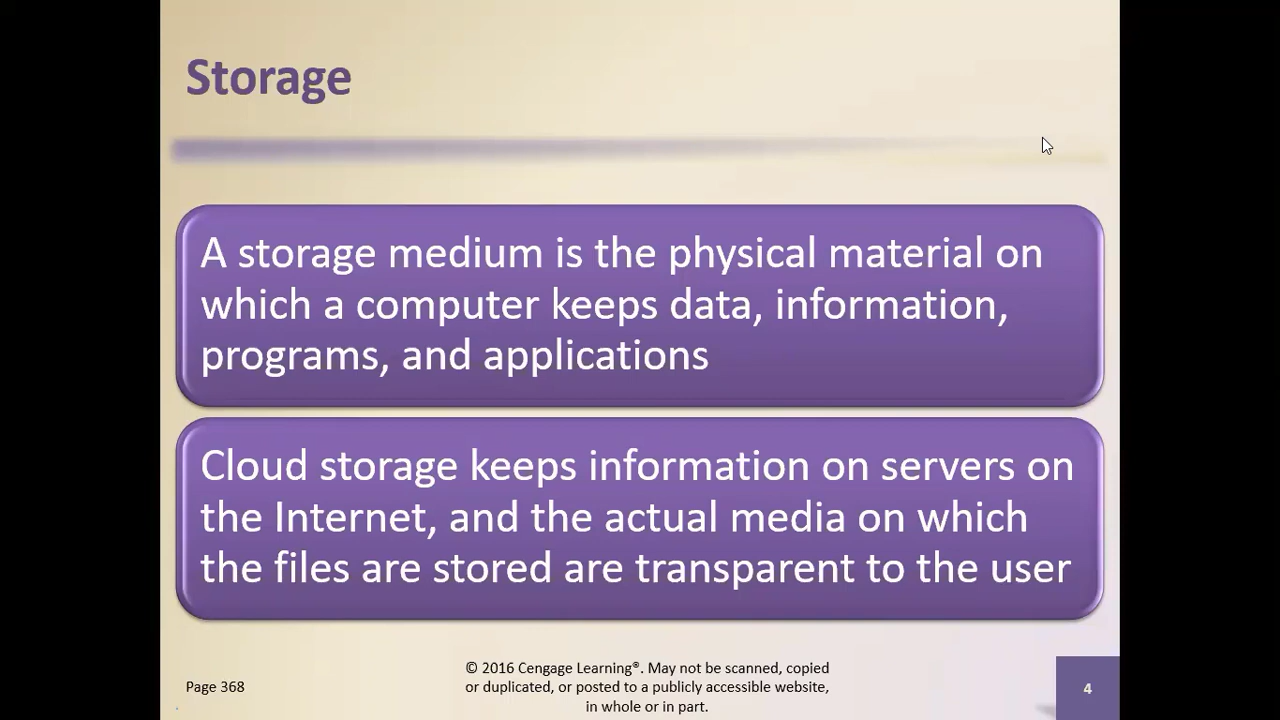 Storage
A storage medium is the physical material on
which a computer keeps data, information,
programs, and applications
Cloud storage keeps information on servers on
the Internet, and the actual media on which
the files are stored are transparent to the user
Page 368
© 2016 Cengage Learning®. May not be scanned, copied
or duplicated, or posted to a publicly accessible website,
in whole or in part.
4